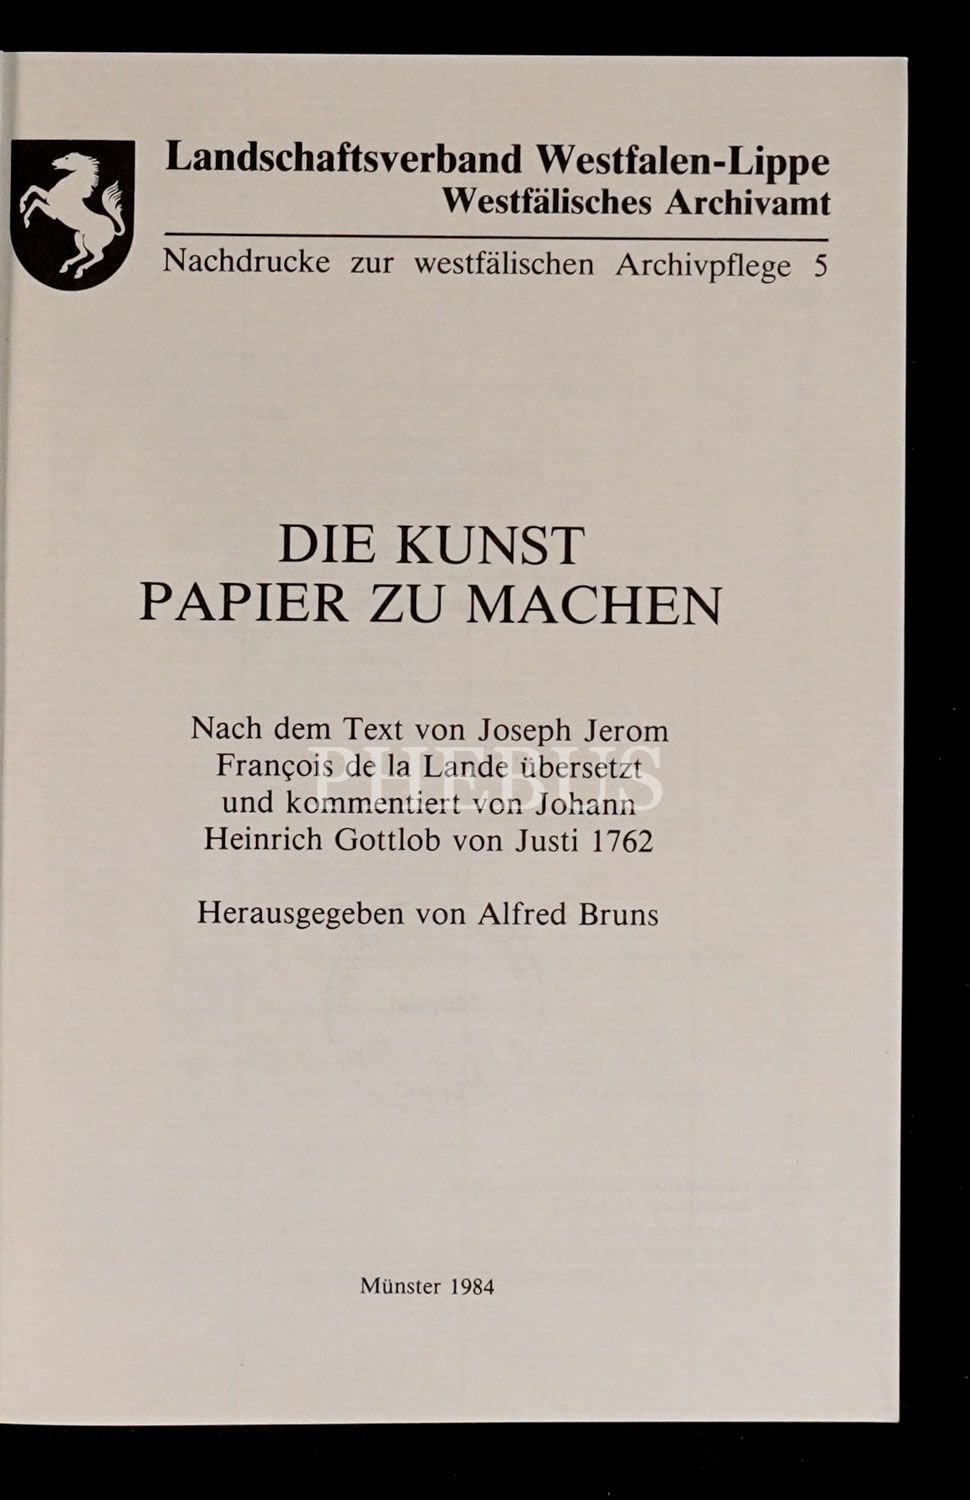 Landschaftsverband Westfalen-Lippe
Westfälisches Archivamt
Nachdrucke zur westfälischen Archivpflege 5
DIE KUNST
PAPIER ZU MACHEN
Nach dem Text von Joseph Jerom
François de la Lande übersetzt
PHEBUS
und kommentiert von Johann
Heinrich Gottlob von Justi 1762
Herausgegeben von Alfred Bruns
Münster 1984